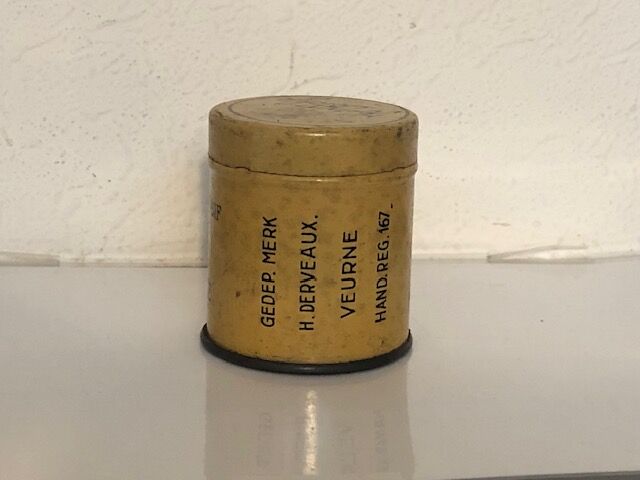 GEDEP. MERK
H. DERVEAUX.
VEURNE
HAND. REG. 167.